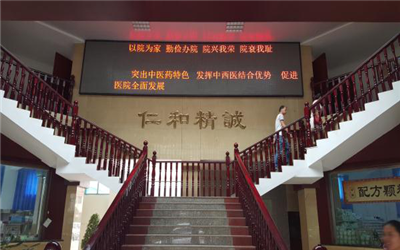 以院为家 勤俭办院 院兴我荣 院衰我耻
突出中医药特色 发挥中西医结合优势 促进
医院全面发展
仁和精誠
配方颗